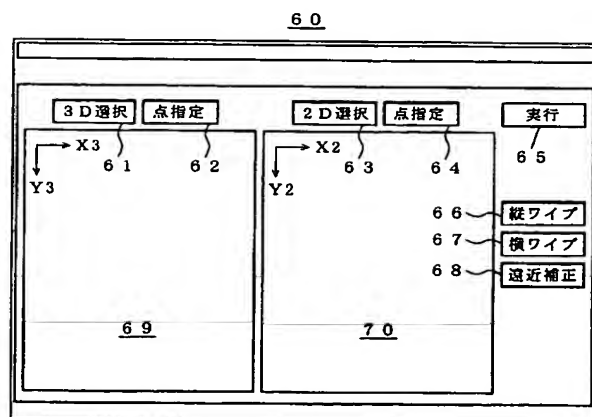 60
3D選択 点指定 2D選択 点指定 実行
X3 X2
61 62 63 64 65
Y3 Y2
66 縦ワイプ
67 横ワイプ
68 遠近補正
69 70